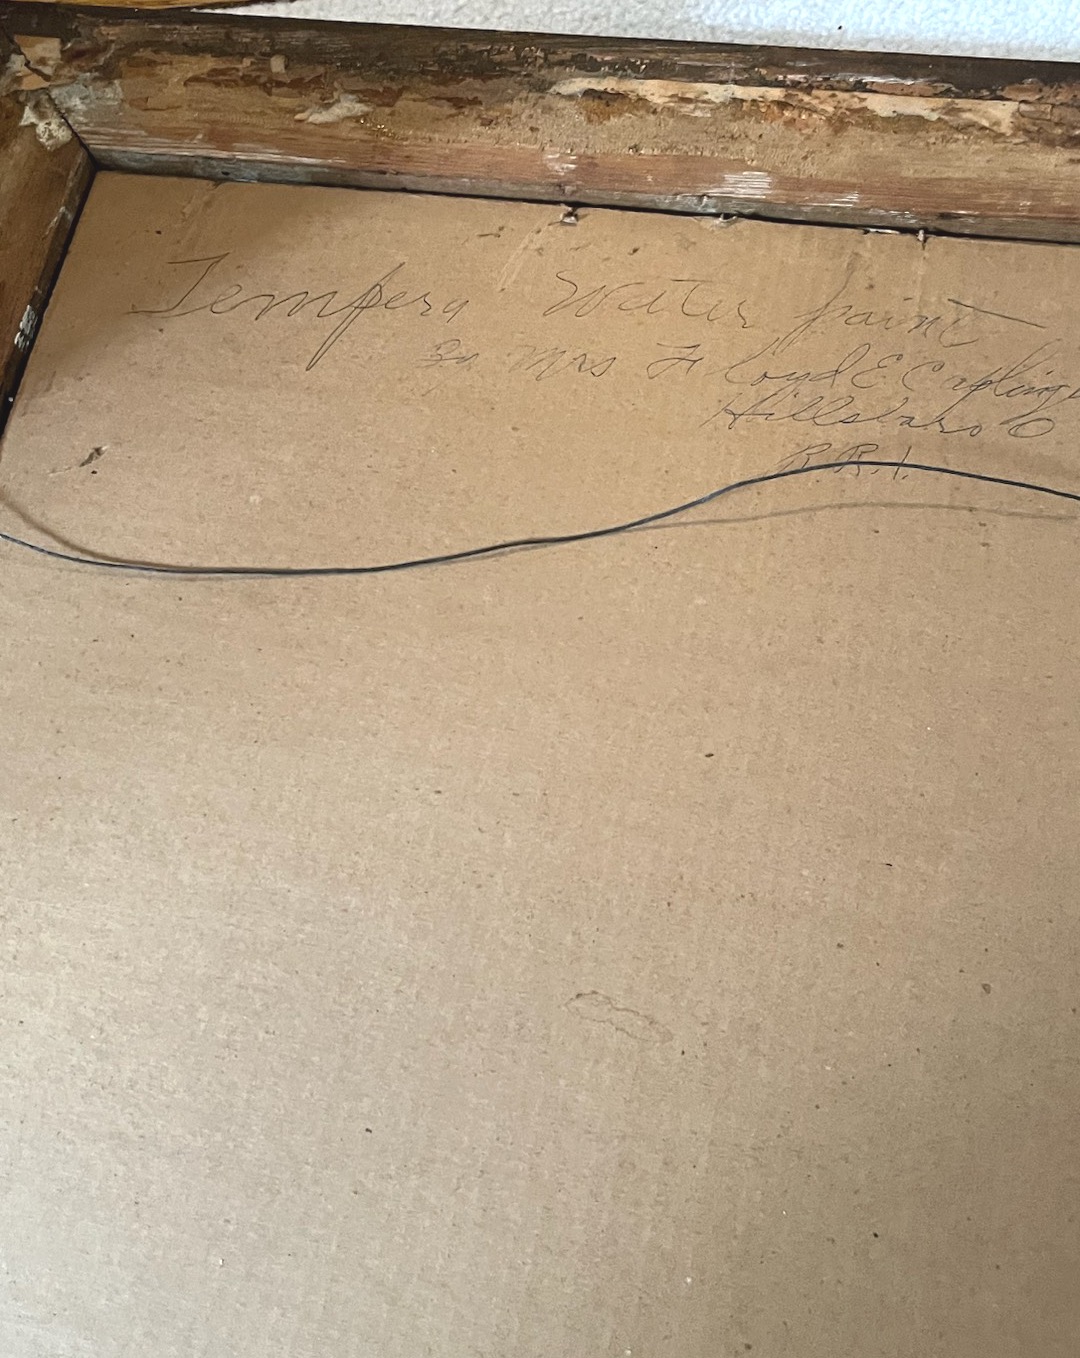 Tempera Water paint
By Mrs Floyd E Capling
Hillsboro O
R.R.1.